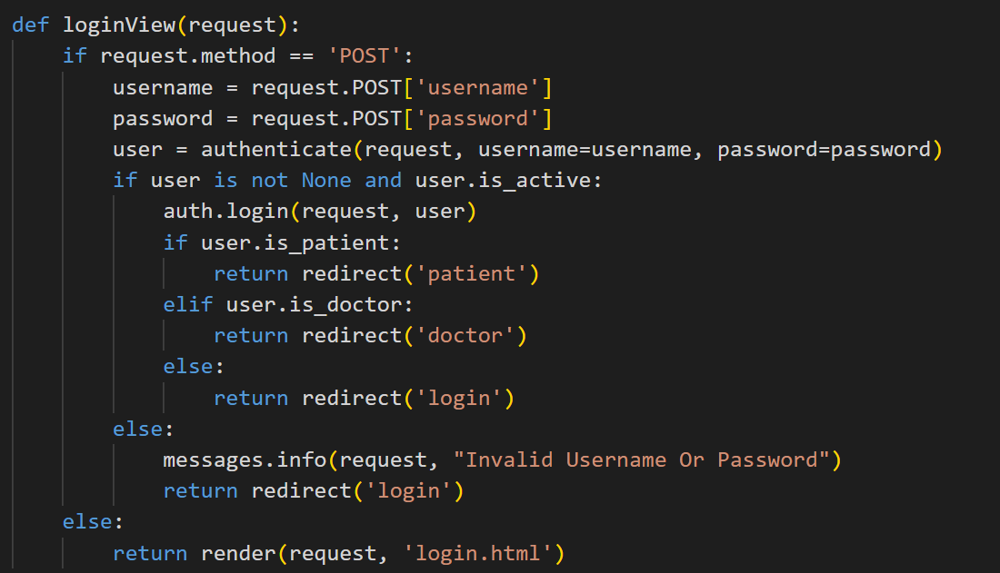 def loginView(request):
    if request.method == 'POST':
        username = request.POST['username']
        password = request.POST['password']
        user = authenticate(request, username=username, password=password)
        if user is not None and user.is_active:
            auth.login(request, user)
            if user.is_patient:
                return redirect('patient')
            elif user.is_doctor:
                return redirect('doctor')
            else:
                return redirect('login')
        else:
            messages.info(request, "Invalid Username Or Password")
            return redirect('login')
    else:
        return render(request, 'login.html')